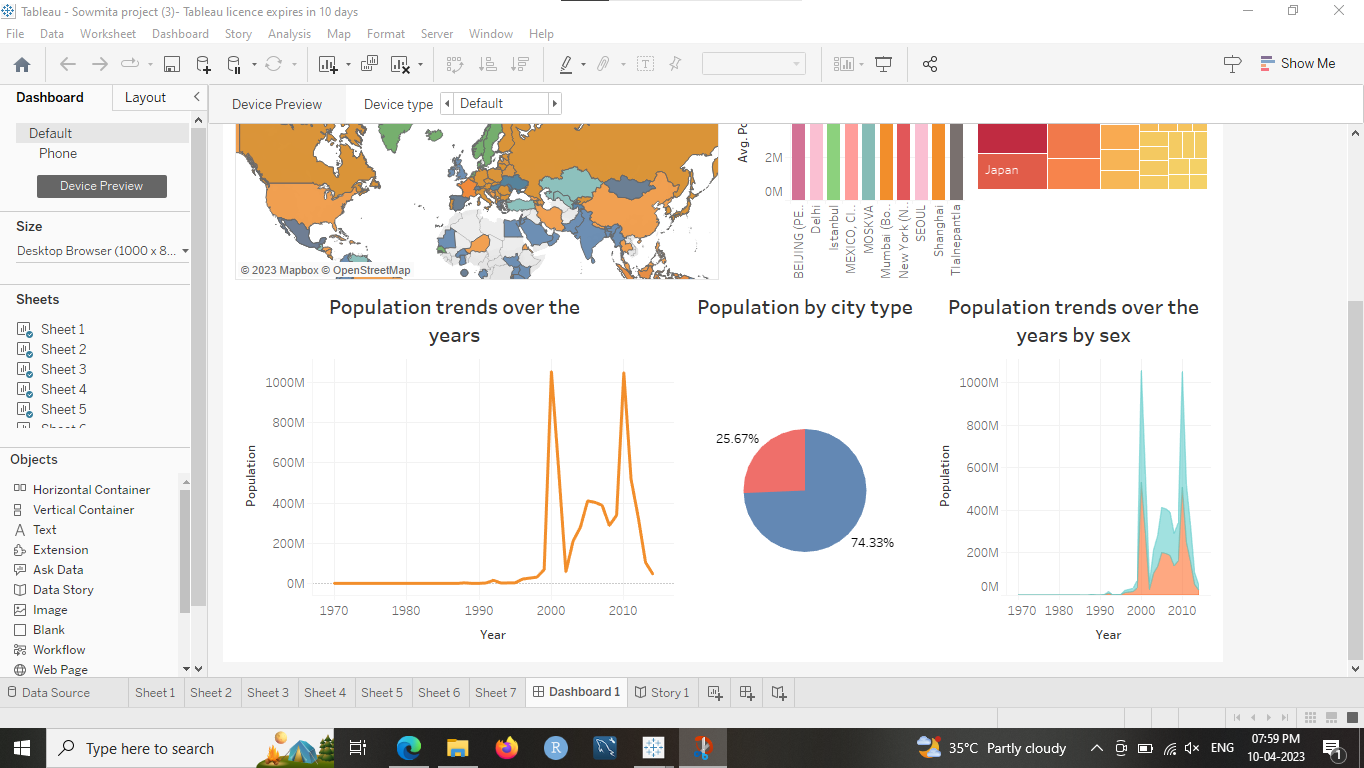 Tableau - Sowmita project (3)- Tableau licence expires in 10 days
File Data Worksheet Dashboard Story Analysis Map Format Server Window Help
Show Me
Dashboard Layout
Device Preview Device type Default
Default
Phone
Device Preview
Size
Desktop Browser (1000 x 8...
Sheets
Sheet 1
Sheet 2
Sheet 3
Sheet 4
Sheet 5
Objects
Horizontal Container
Vertical Container
Text
Extension
Ask Data
Data Story
Image
Blank
Workflow
Web Page
© 2023 Mapbox © OpenStreetMap
Avg. Po
2M
0M
BEIJING (PE..
Delhi
Istanbul
MEXICO, CI..
MOSKVA
Mumbai (Bo..
New York (N..
SEOUL
Shanghai
Tlalnepantla
Japan
Population trends over the
years
Population
1000M
800M
600M
400M
200M
0M
1970 1980 1990 2000 2010
Year
Population by city type
25.67%
74.33%
Population trends over the
years by sex
Population
1000M
800M
600M
400M
200M
0M
1970 1980 1990 2000 2010
Year
Data Source Sheet 1 Sheet 2 Sheet 3 Sheet 4 Sheet 5 Sheet 6 Sheet 7 Dashboard 1 Story 1
Type here to search
R
35°C Partly cloudy
ENG
07:59 PM
10-04-2023
1